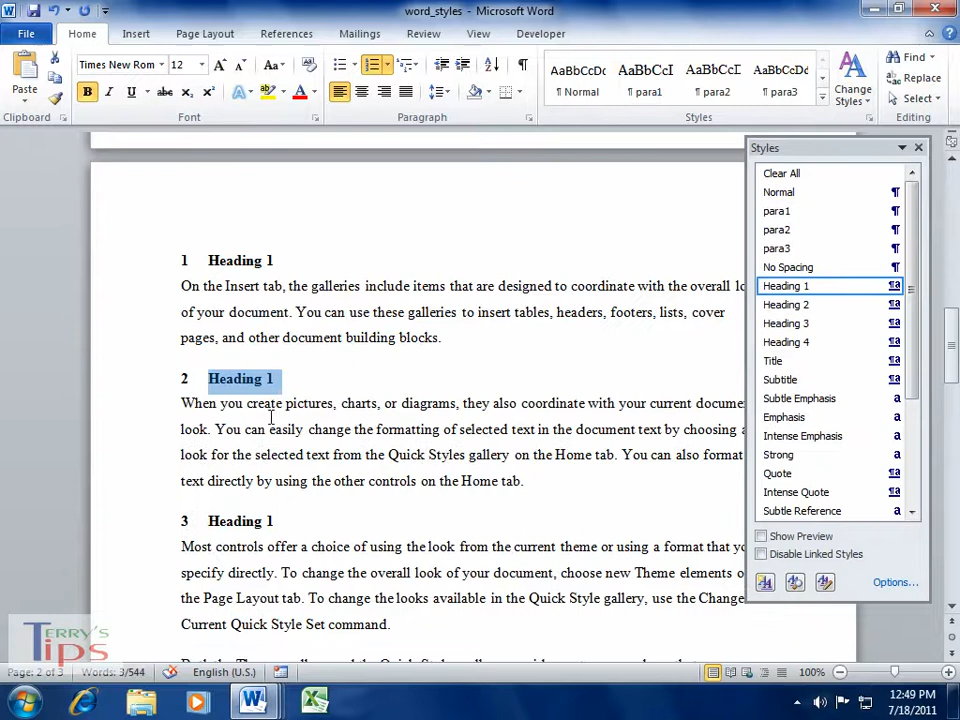 word_styles - Microsoft Word
File Home Insert Page Layout References Mailings Review View Developer
Paste
Times New Rom 12
B I U abc x₂ x²
Clipboard Font Paragraph
AaBbCcDc AaBbCcI AaBbCcD AaBbCcDc
¶ Normal ¶ para1 ¶ para2 ¶ para3
Change
Styles
Styles
Find
Replace
Select
Editing
1 Heading 1
On the Insert tab, the galleries include items that are designed to coordinate with the overall lo
of your document. You can use these galleries to insert tables, headers, footers, lists, cover
pages, and other document building blocks.
2 Heading 1
When you create pictures, charts, or diagrams, they also coordinate with your current docume
look. You can easily change the formatting of selected text in the document text by choosing a
look for the selected text from the Quick Styles gallery on the Home tab. You can also format
text directly by using the other controls on the Home tab.
3 Heading 1
Most controls offer a choice of using the look from the current theme or using a format that yo
specify directly. To change the overall look of your document, choose new Theme elements o
the Page Layout tab. To change the looks available in the Quick Style gallery, use the Change
Current Quick Style Set command.
Styles
Clear All
Normal ¶
para1 ¶
para2 ¶
para3 ¶
No Spacing ¶
Heading 1 ¶a
Heading 2 ¶a
Heading 3 ¶a
Heading 4 ¶a
Title ¶a
Subtitle ¶a
Subtle Emphasis a
Emphasis a
Intense Emphasis a
Strong a
Quote ¶a
Intense Quote ¶a
Subtle Reference a
Show Preview
Disable Linked Styles
Options...
TERRY'S
Tips
Page: 2 of 3 Words: 3/544 English (U.S.) 100%
12:49 PM
7/18/2011